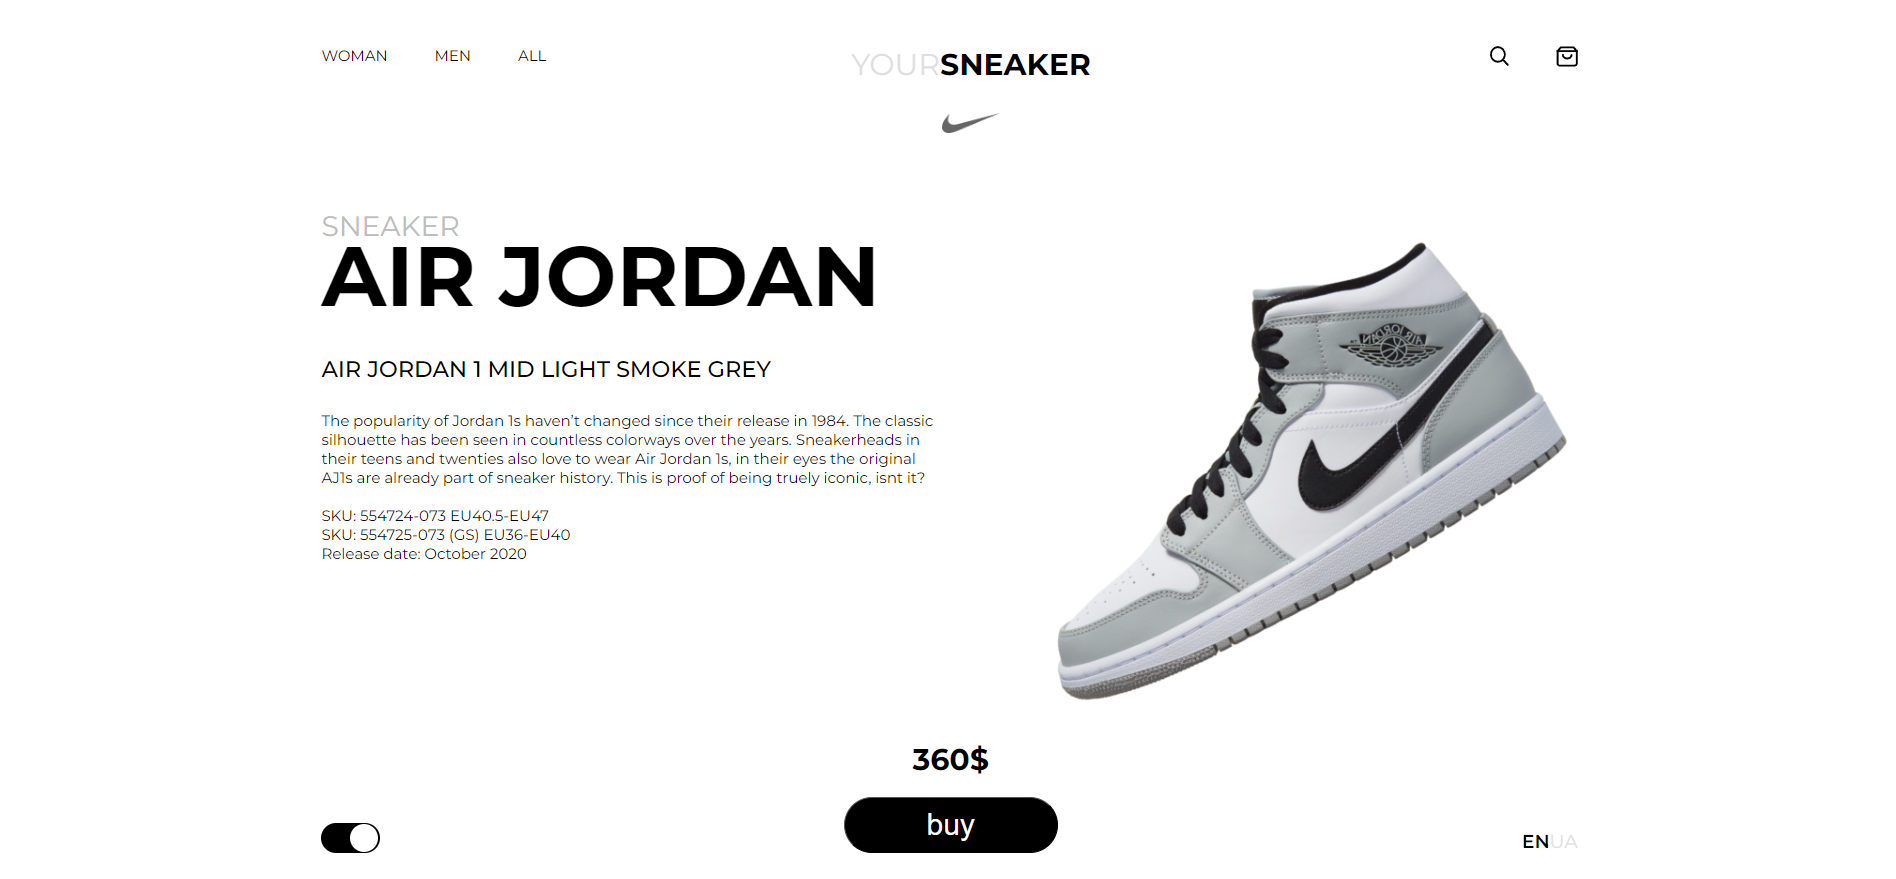 WOMAN MEN ALL
YOURSNEAKER
SNEAKER
AIR JORDAN
AIR JORDAN 1 MID LIGHT SMOKE GREY
The popularity of Jordan 1s haven’t changed since their release in 1984. The classic
silhouette has been seen in countless colorways over the years. Sneakerheads in
their teens and twenties also love to wear Air Jordan 1s, in their eyes the original
AJ1s are already part of sneaker history. This is proof of being truely iconic, isnt it?
SKU: 554724-073 EU40.5-EU47
SKU: 554725-073 (GS) EU36-EU40
Release date: October 2020
AIR JORDAN
360$
buy
ENUA